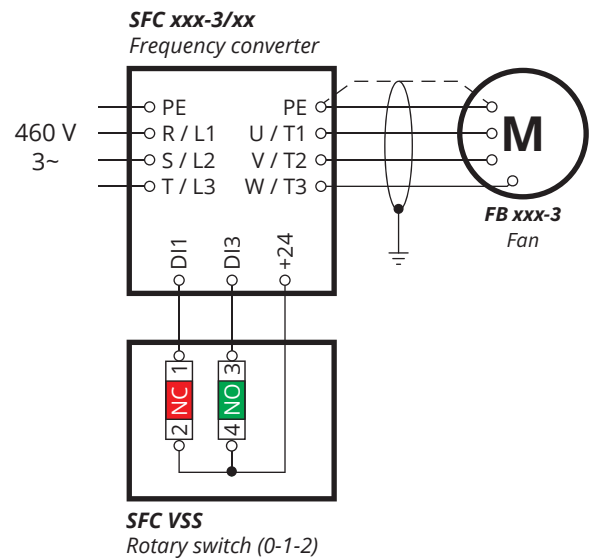 SFC xxx-3/xx
Frequency converter
460 V
3~
PE
R / L1
S / L2
T / L3
PE
U / T1
V / T2
W / T3
M
FB xxx-3
Fan
DI1
DI3
+24
1
NC
2
3
NO
4
SFC VSS
Rotary switch (0-1-2)